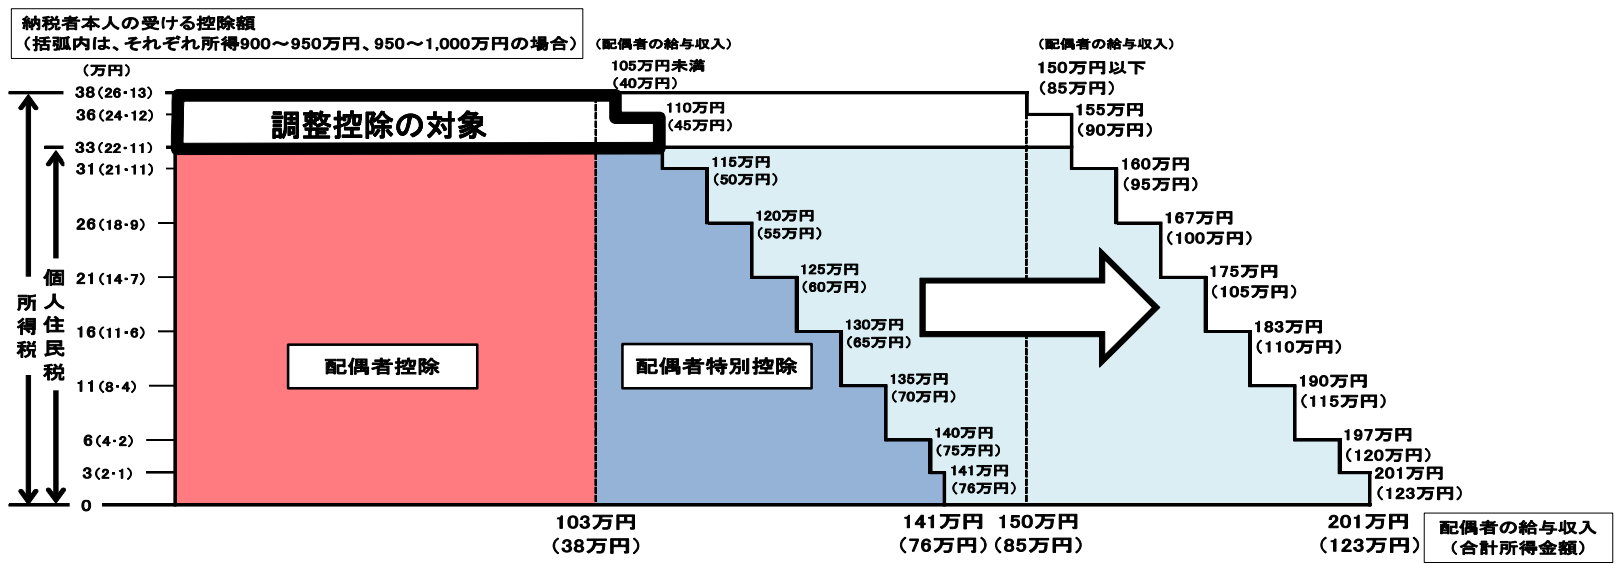 納税者本人の受ける控除額
（括弧内は、それぞれ所得900～950万円、950～1,000万円の場合）
（万円）
38（26・13）
36（24・12）
33（22・11）
31（21・11）
26（18・9）
21（14・7）
16（11・6）
11（8・4）
6（4・2）
3（2・1）
0
所得税
個人住民税
調整控除の対象
配偶者控除
配偶者特別控除
（配偶者の給与収入）
105万円未満
（40万円）
110万円
（45万円）
115万円
（50万円）
120万円
（55万円）
125万円
（60万円）
130万円
（65万円）
135万円
（70万円）
140万円
（75万円）
141万円
（76万円）
（配偶者の給与収入）
150万円以下
（85万円）
155万円
（90万円）
160万円
（95万円）
167万円
（100万円）
175万円
（105万円）
183万円
（110万円）
190万円
（115万円）
197万円
（120万円）
201万円
（123万円）
103万円
（38万円）
141万円
（76万円）
150万円
（85万円）
201万円
（123万円）
配偶者の給与収入
（合計所得金額）